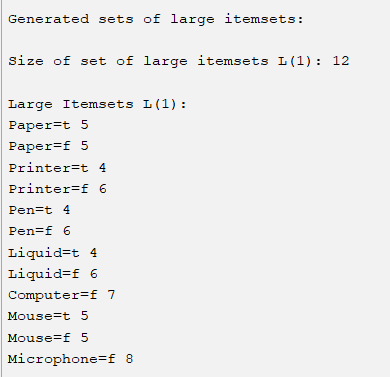 Generated sets of large itemsets:
Size of set of large itemsets L(1): 12
Large Itemsets L(1):
Paper=t 5
Paper=f 5
Printer=t 4
Printer=f 6
Pen=t 4
Pen=f 6
Liquid=t 4
Liquid=f 6
Computer=f 7
Mouse=t 5
Mouse=f 5
Microphone=f 8